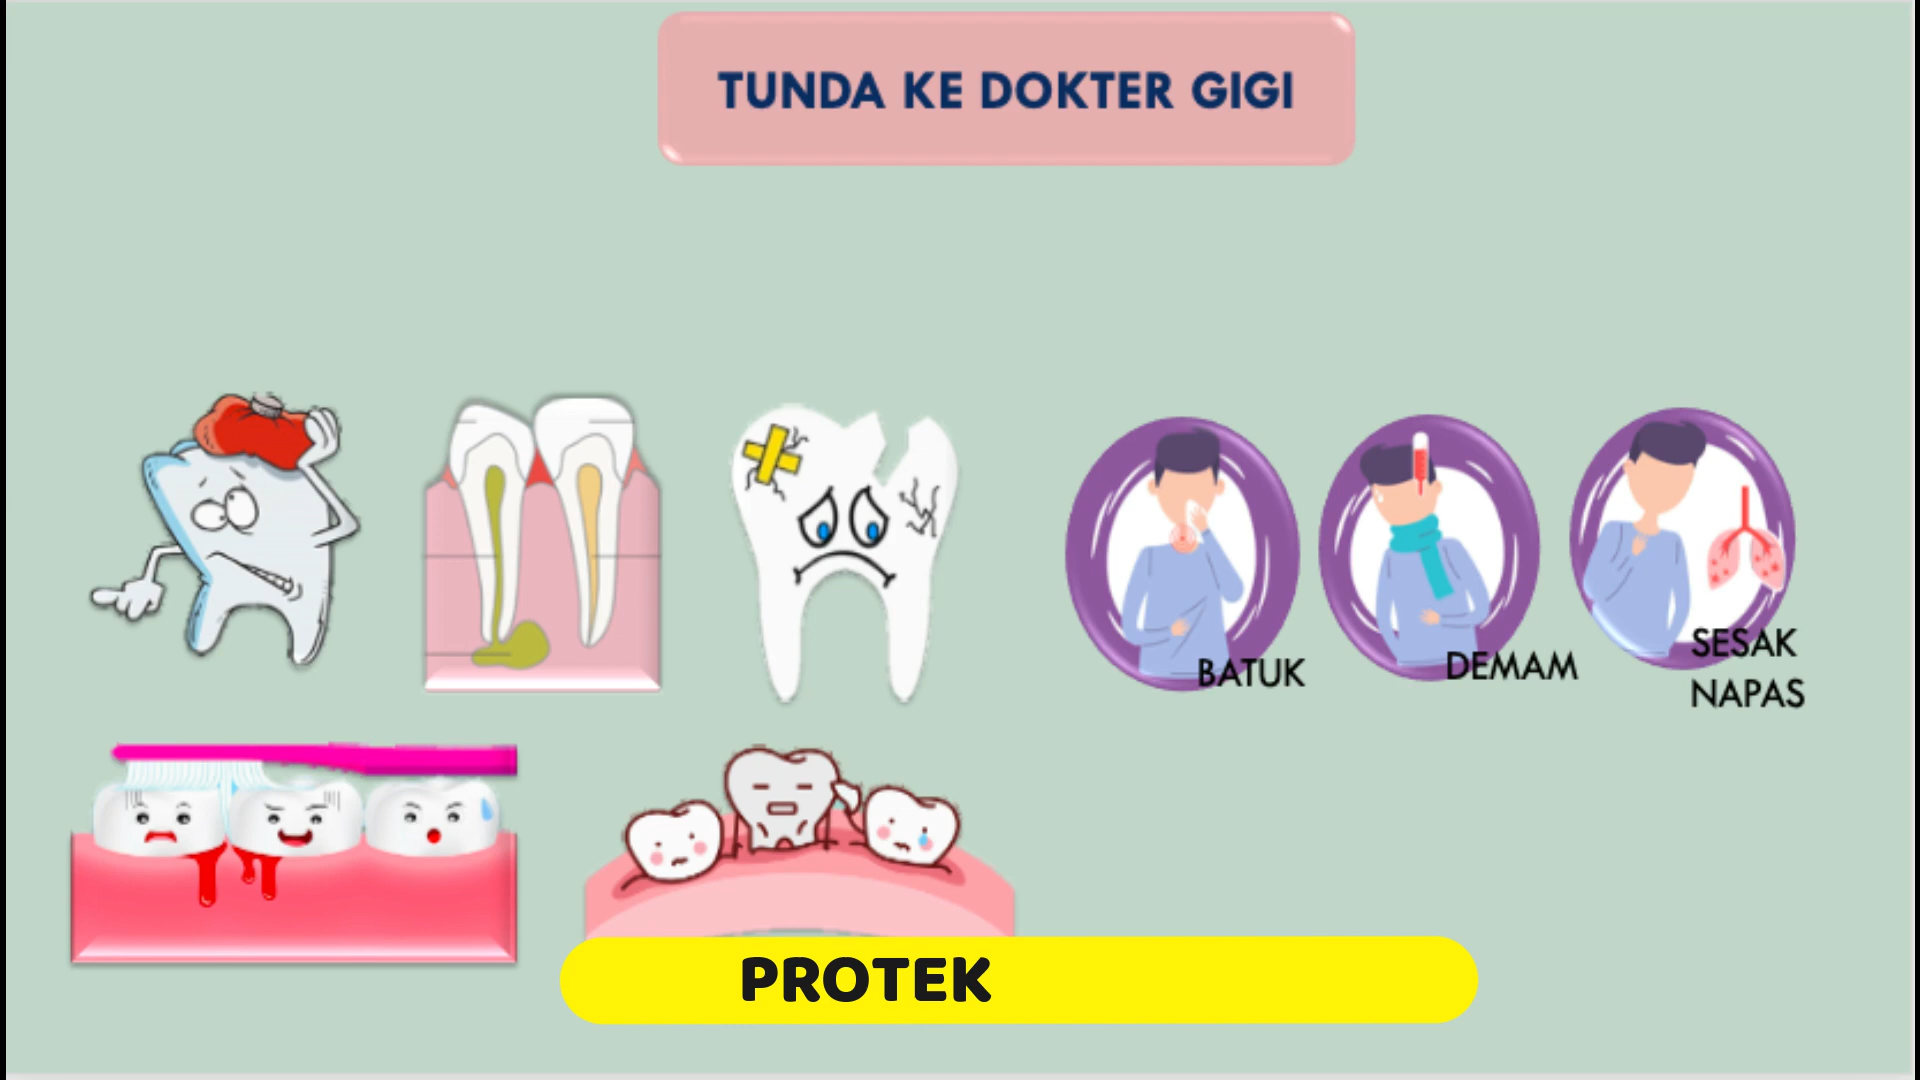 TUNDA KE DOKTER GIGI
BATUK
DEMAM
SESAK
NAPAS
PROTEK